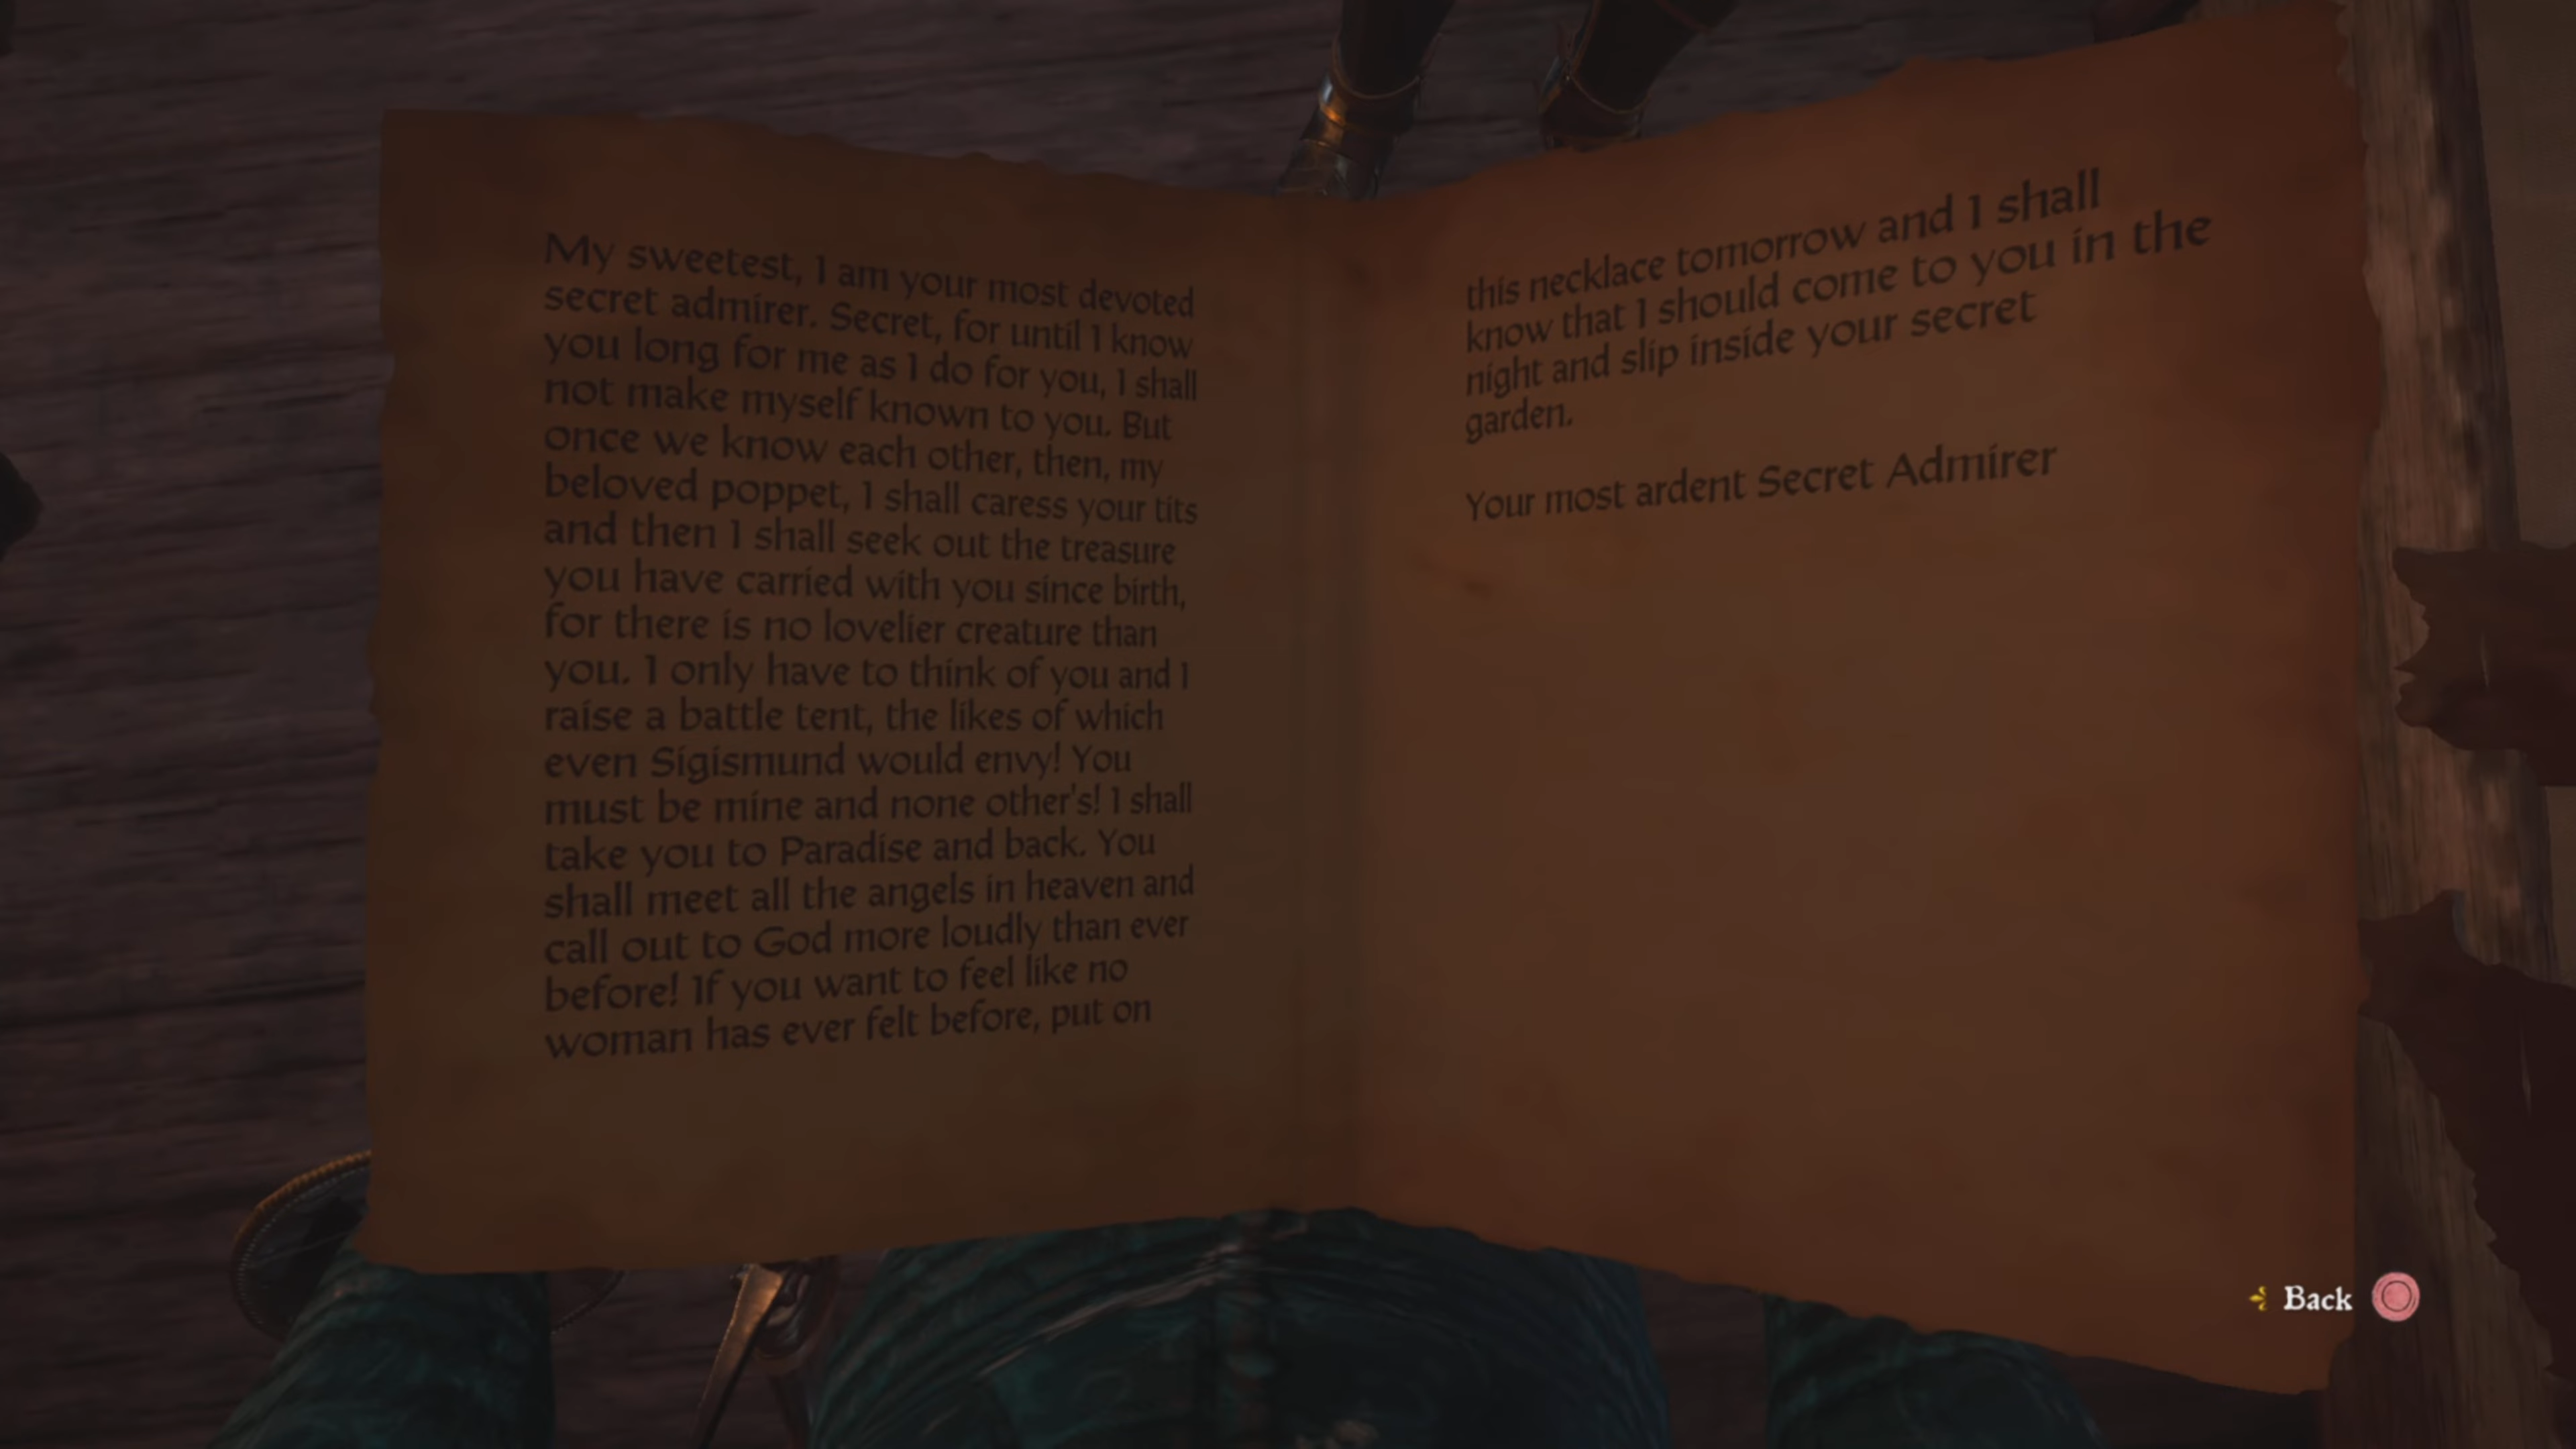 My sweetest, I am your most devoted
secret admirer. Secret, for until I know
you long for me as I do for you, I shall
not make myself known to you. But
once we know each other, then, my
beloved poppet, I shall caress your tits
and then I shall seek out the treasure
you have carried with you since birth,
for there is no lovelier creature than
you. I only have to think of you and I
raise a battle tent, the likes of which
even Sigismund would envy! You
must be mine and none other's! I shall
take you to Paradise and back. You
shall meet all the angels in heaven and
call out to God more loudly than ever
before! If you want to feel like no
woman has ever felt before, put on
this necklace tomorrow and I shall
know that I should come to you in the
night and slip inside your secret
garden.
Your most ardent Secret Admirer
Back